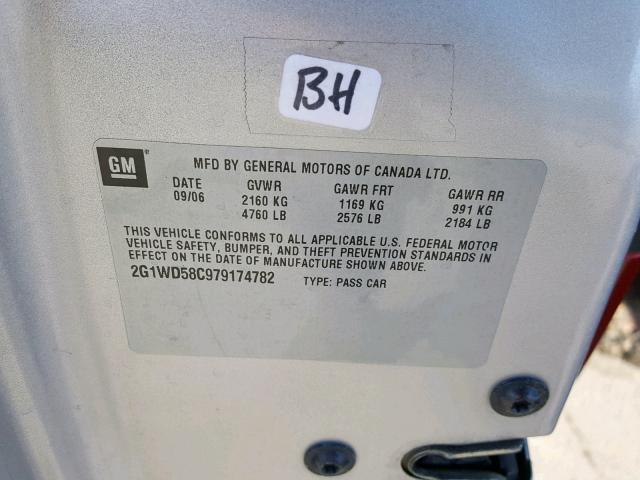 BH
GM
MFD BY GENERAL MOTORS OF CANADA LTD.
DATE GVWR GAWR FRT GAWR RR
09/06 2160 KG 1169 KG 991 KG
4760 LB 2576 LB 2184 LB
THIS VEHICLE CONFORMS TO ALL APPLICABLE U.S. FEDERAL MOTOR
VEHICLE SAFETY, BUMPER, AND THEFT PREVENTION STANDARDS IN
EFFECT ON THE DATE OF MANUFACTURE SHOWN ABOVE.
2G1WD58C979174782 TYPE: PASS CAR